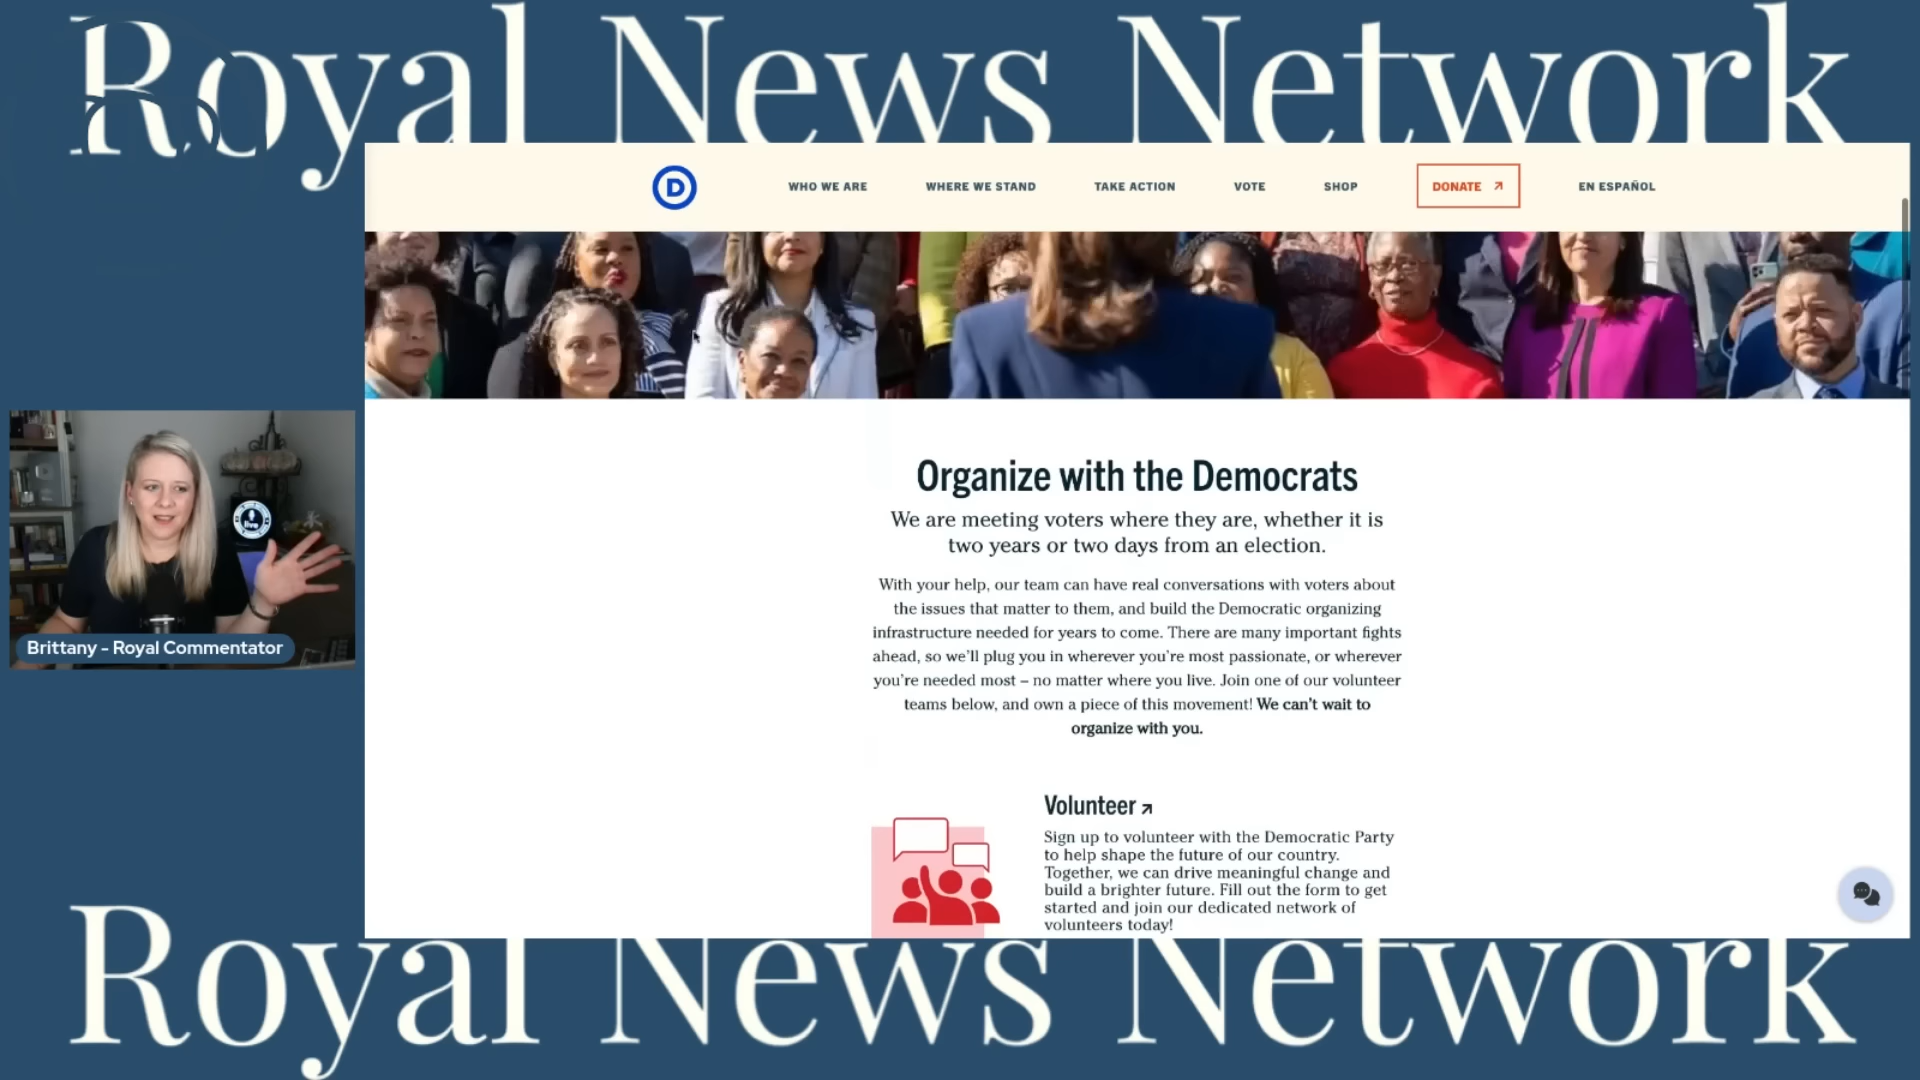 Royal News Network
D
WHO WE ARE
WHERE WE STAND
TAKE ACTION
VOTE
SHOP
DONATE
EN ESPAÑOL
Organize with the Democrats
We are meeting voters where they are, whether it is
two years or two days from an election.
With your help, our team can have real conversations with voters about
the issues that matter to them, and build the Democratic organizing
infrastructure needed for years to come. There are many important fights
ahead, so we'll plug you in wherever you're most passionate, or wherever
you're needed most – no matter where you live. Join one of our volunteer
teams below, and own a piece of this movement! We can't wait to
organize with you.
live
Brittany – Royal Commentator
Volunteer
Sign up to volunteer with the Democratic Party
to help shape the future of our country.
Together, we can drive meaningful change and
build a brighter future. Fill out the form to get
started and join our dedicated network of
volunteers today!
Royal News Network